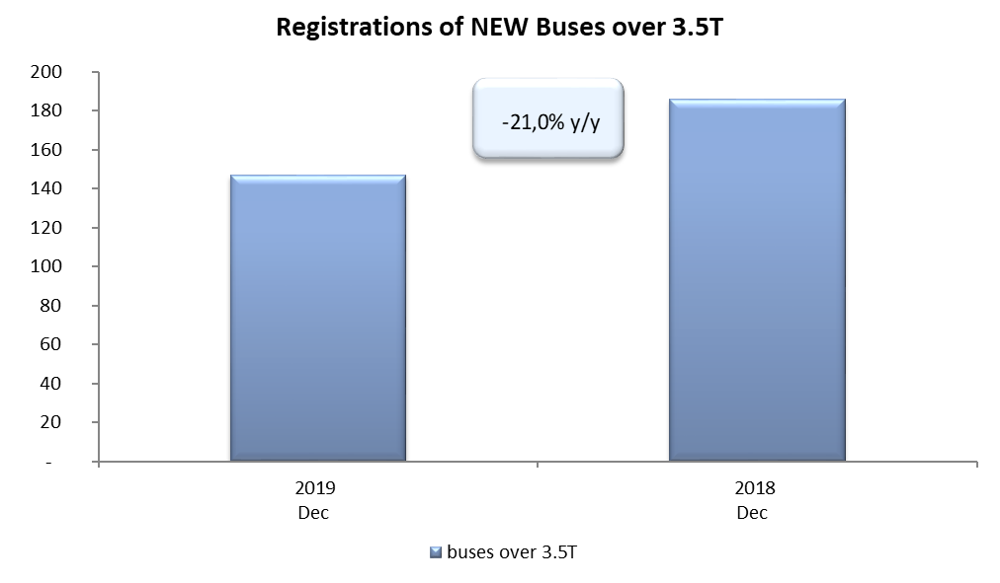 Registrations of NEW Buses over 3.5T
200
180
160
140
120
100
80
60
40
20
-
-21,0% y/y
2019
Dec
2018
Dec
buses over 3.5T